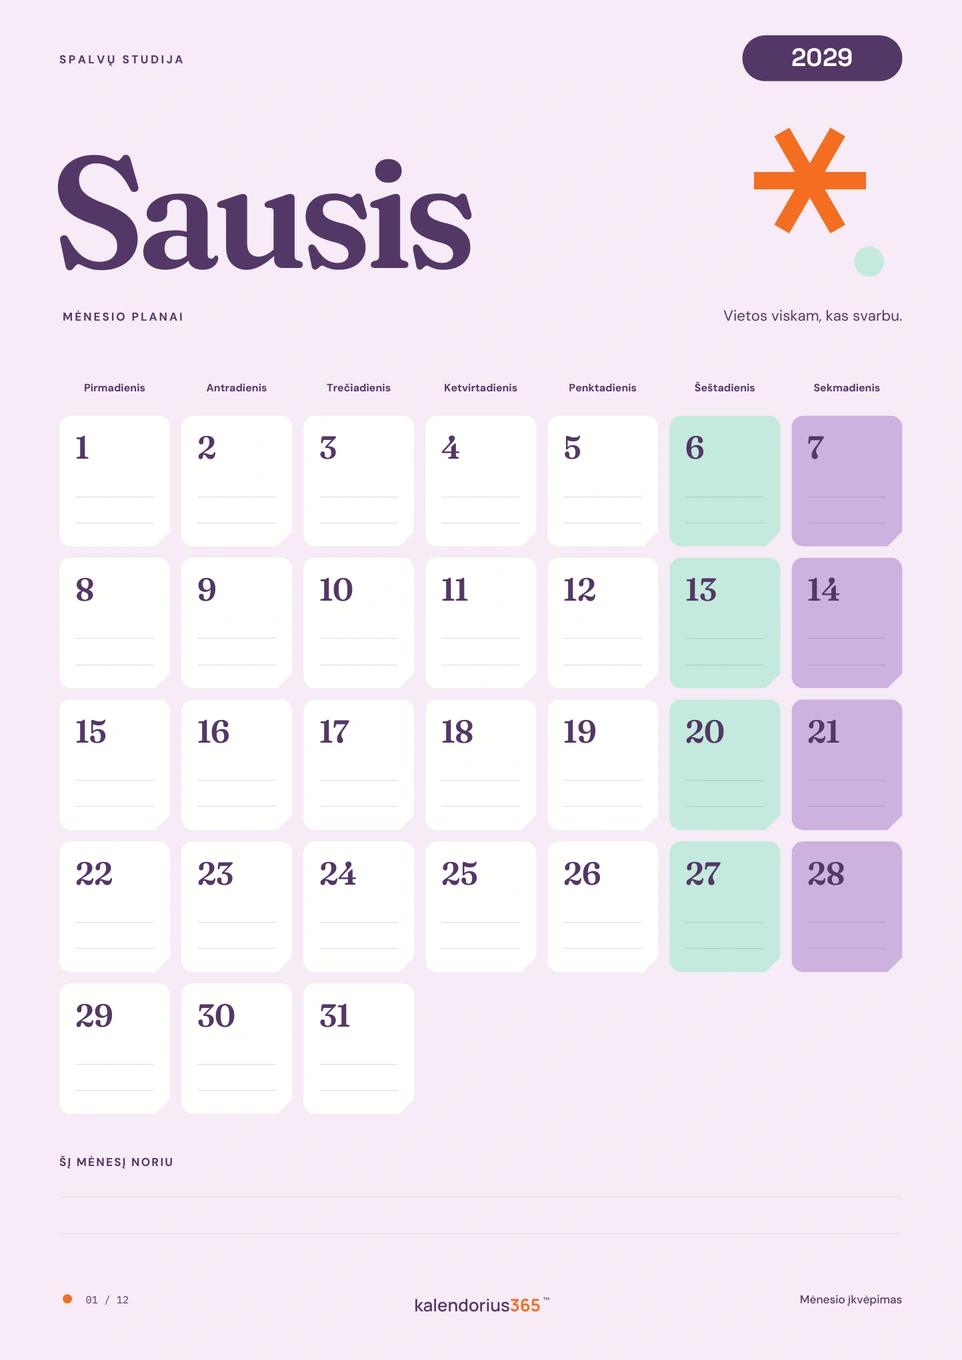 SPALVŲ STUDIJA
2029
Sausis
MĖNESIO PLANAI
Vietos viskam, kas svarbu.
Pirmadienis Antradienis Trečiadienis Ketvirtadienis Penktadienis Šeštadienis Sekmadienis
1 2 3 4 5 6 7
8 9 10 11 12 13 14
15 16 17 18 19 20 21
22 23 24 25 26 27 28
29 30 31
ŠĮ MĖNESĮ NORIU
01 / 12
kalendorius365™
Mėnesio įkvėpimas